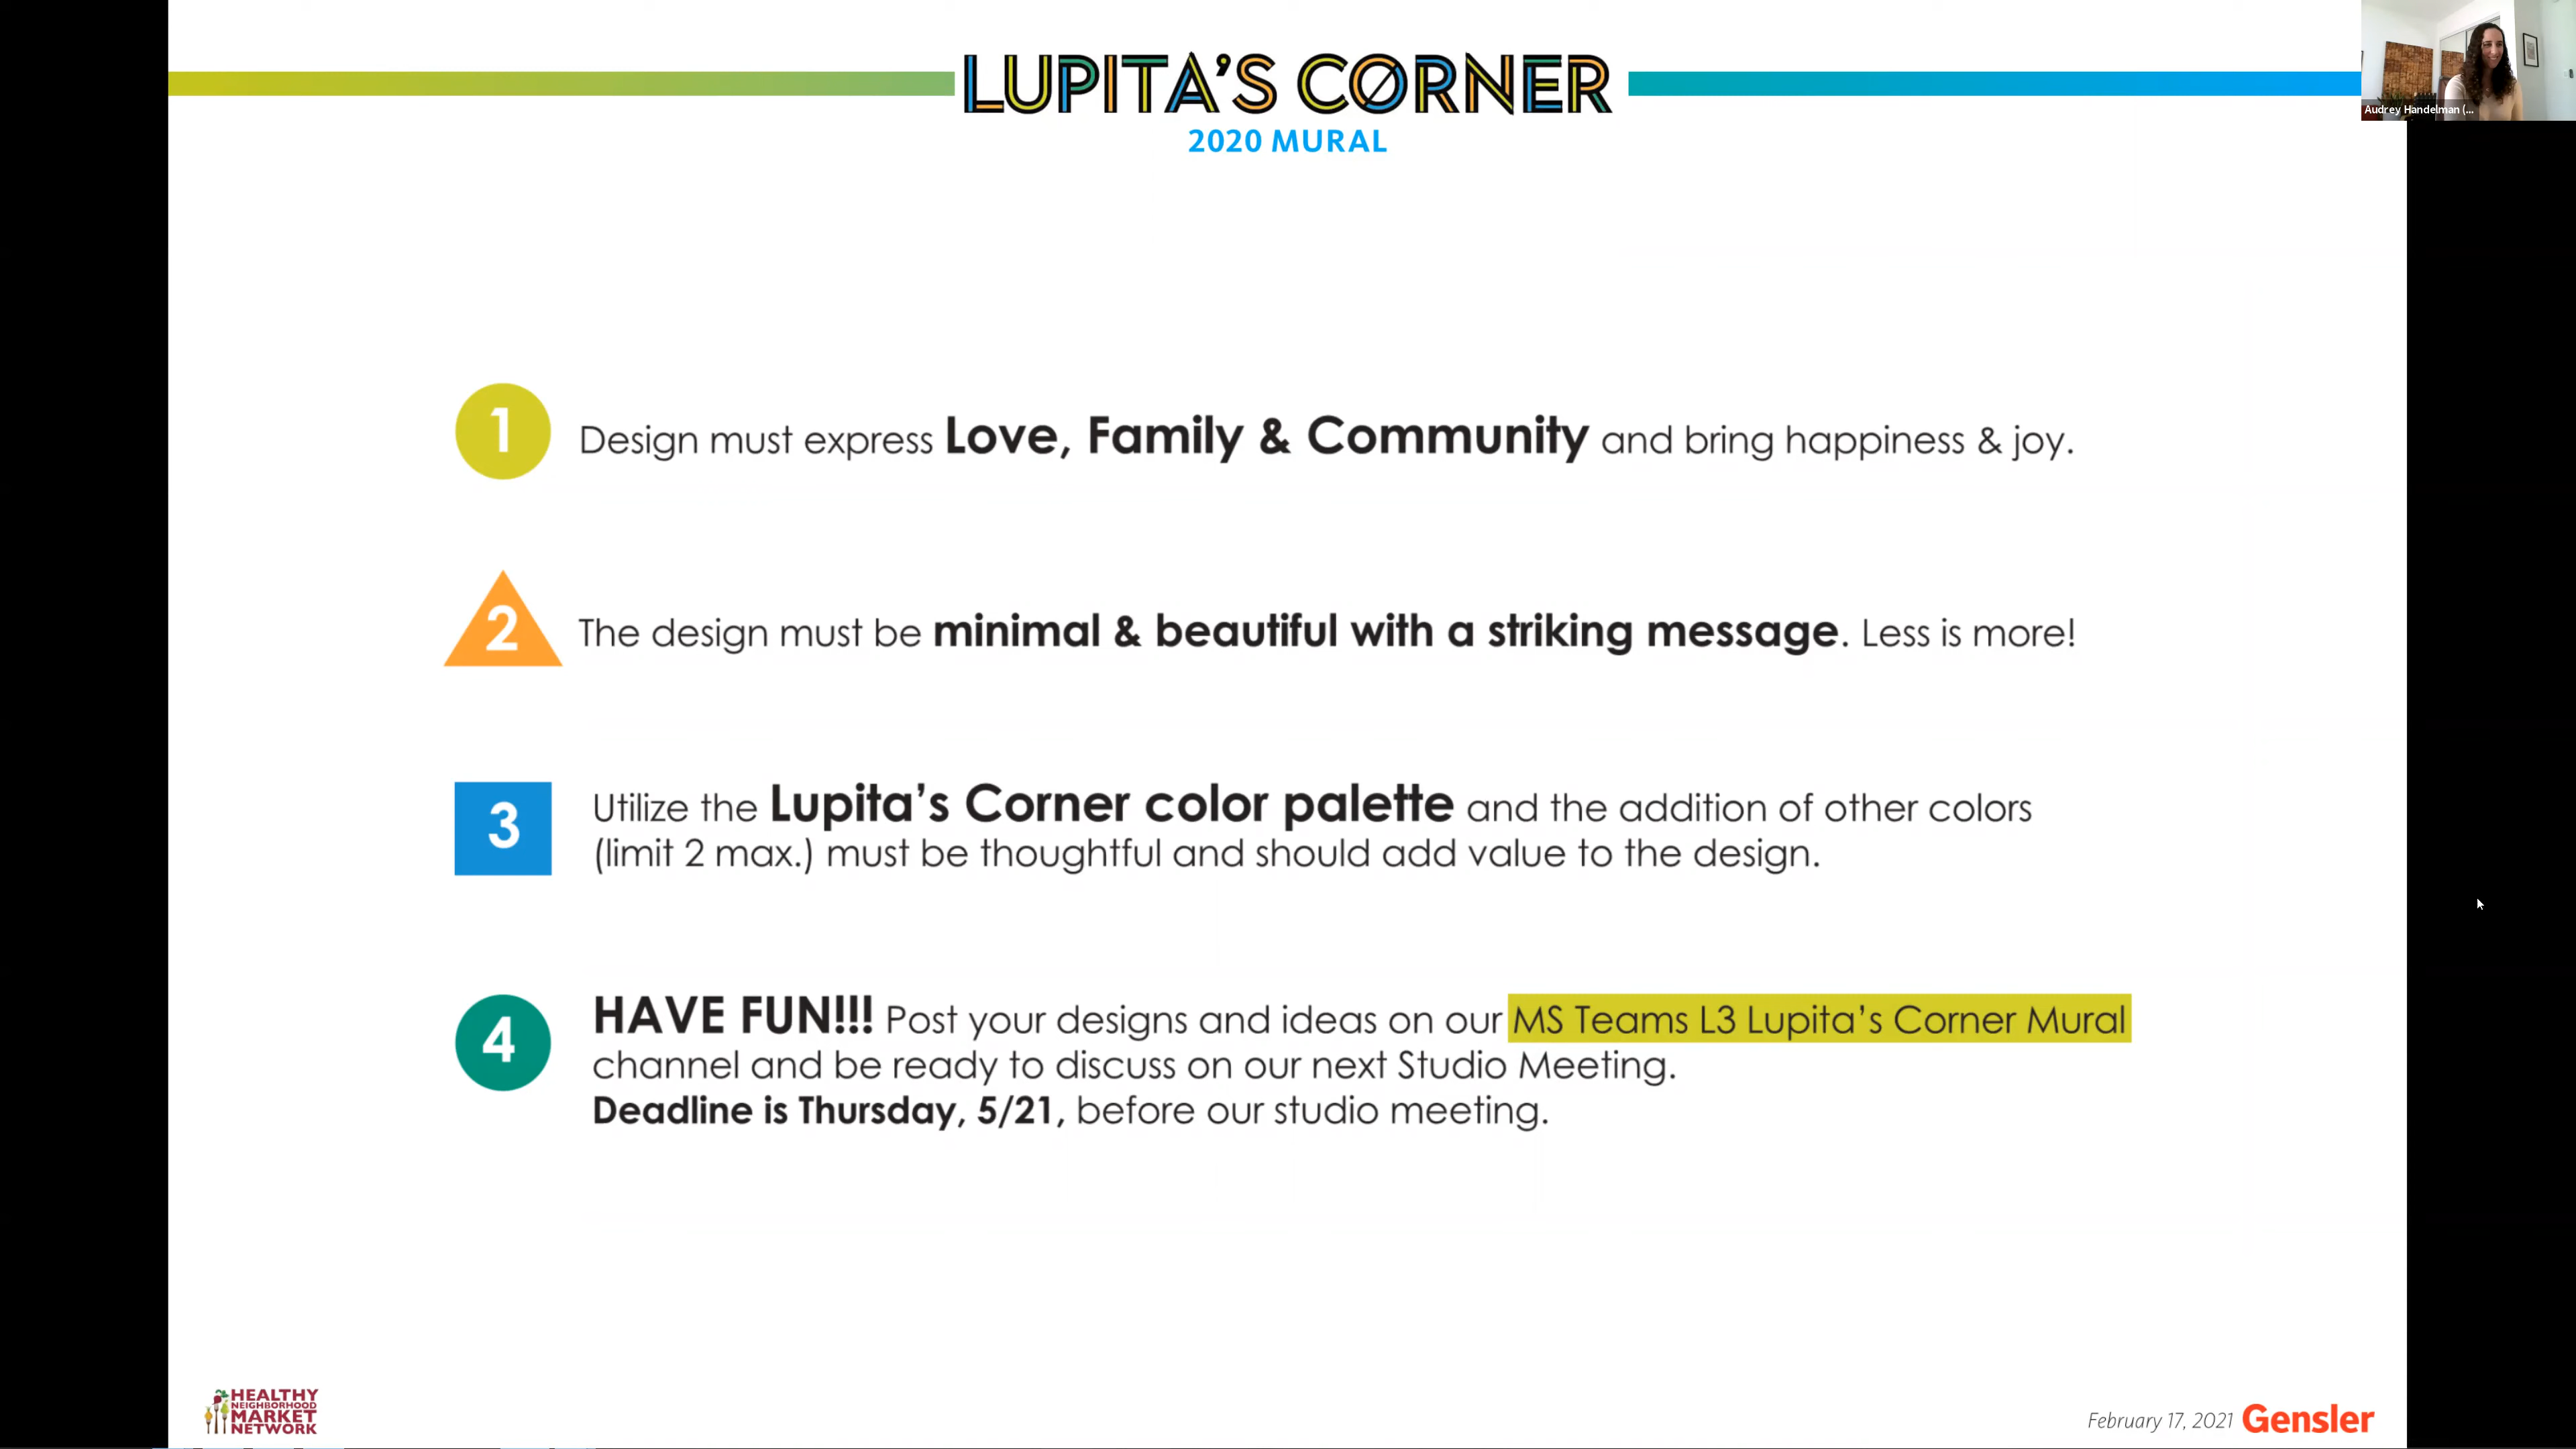 LUPITA'S CORNER
2020 MURAL
Audrey Handelman (...
1 Design must express Love, Family & Community and bring happiness & joy.
2 The design must be minimal & beautiful with a striking message. Less is more!
3 Utilize the Lupita's Corner color palette and the addition of other colors
(limit 2 max.) must be thoughtful and should add value to the design.
4 HAVE FUN!!! Post your designs and ideas on our MS Teams L3 Lupita's Corner Mural
channel and be ready to discuss on our next Studio Meeting.
Deadline is Thursday, 5/21, before our studio meeting.
HEALTHY
NEIGHBORHOOD
MARKET
NETWORK
February 17, 2021 Gensler